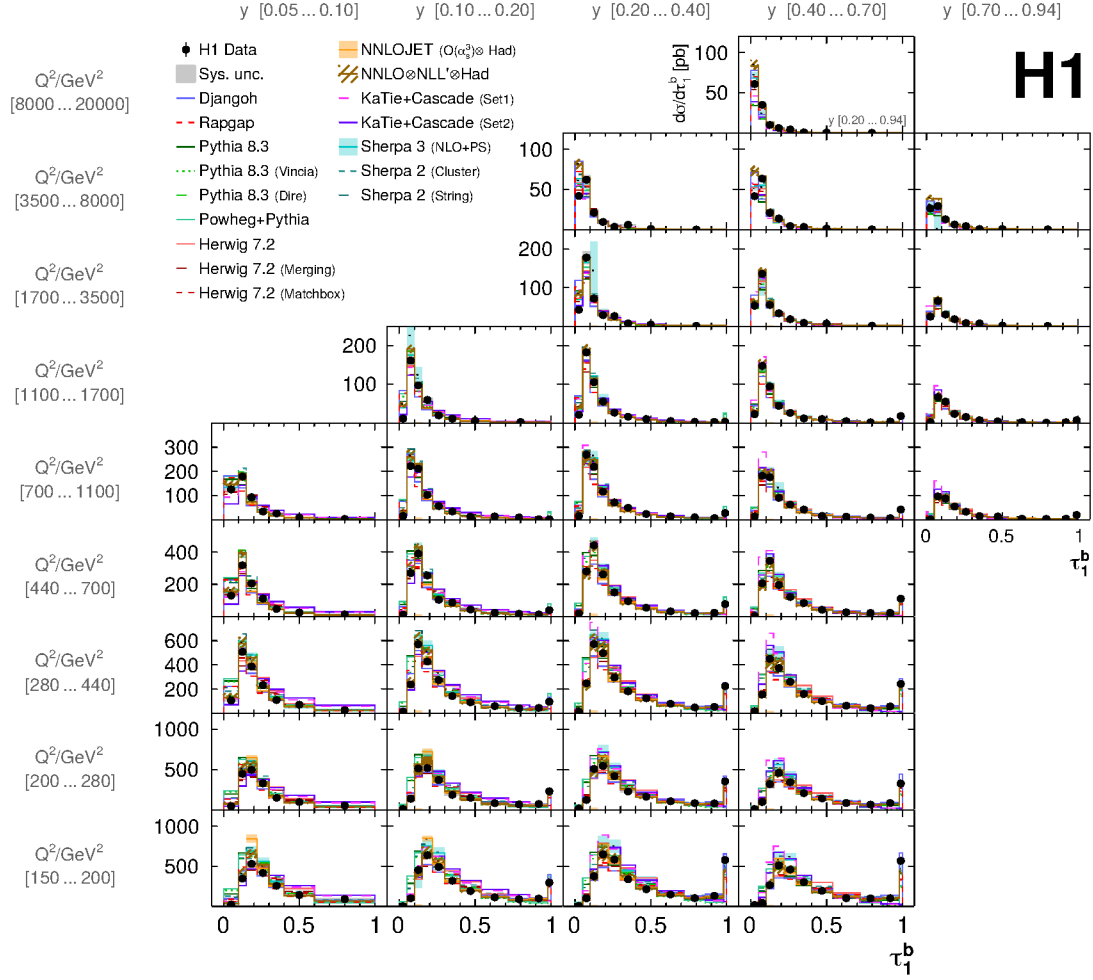 y [0.05 ... 0.10] y [0.10 ... 0.20] y [0.20 ... 0.40] y [0.40 ... 0.70] y [0.70 ... 0.94]
H1
H1 Data
Sys. unc.
Djangoh
Rapgap
Pythia 8.3
Pythia 8.3 (Vincia)
Pythia 8.3 (Dire)
Powheg+Pythia
Herwig 7.2
Herwig 7.2 (Merging)
Herwig 7.2 (Matchbox)
NNLOJET (O(α_s^3)⊗ Had)
NNLO⊗NLL'⊗Had
KaTie+Cascade (Set1)
KaTie+Cascade (Set2)
Sherpa 3 (NLO+PS)
Sherpa 2 (Cluster)
Sherpa 2 (String)
Q²/GeV²
[8000 ... 20000]
dσ/dτ₁ᵇ [pb]
100
50
y [0.20 ... 0.94]
Q²/GeV²
[3500 ... 8000]
100
50
Q²/GeV²
[1700 ... 3500]
200
100
Q²/GeV²
[1100 ... 1700]
200
100
Q²/GeV²
[700 ... 1100]
300
200
100
0 0.5 1
τ₁ᵇ
Q²/GeV²
[440 ... 700]
400
200
Q²/GeV²
[280 ... 440]
600
400
200
Q²/GeV²
[200 ... 280]
1000
500
Q²/GeV²
[150 ... 200]
1000
500
0 0.5 1 0.5 1 0.5 1 0.5 1
τ₁ᵇ